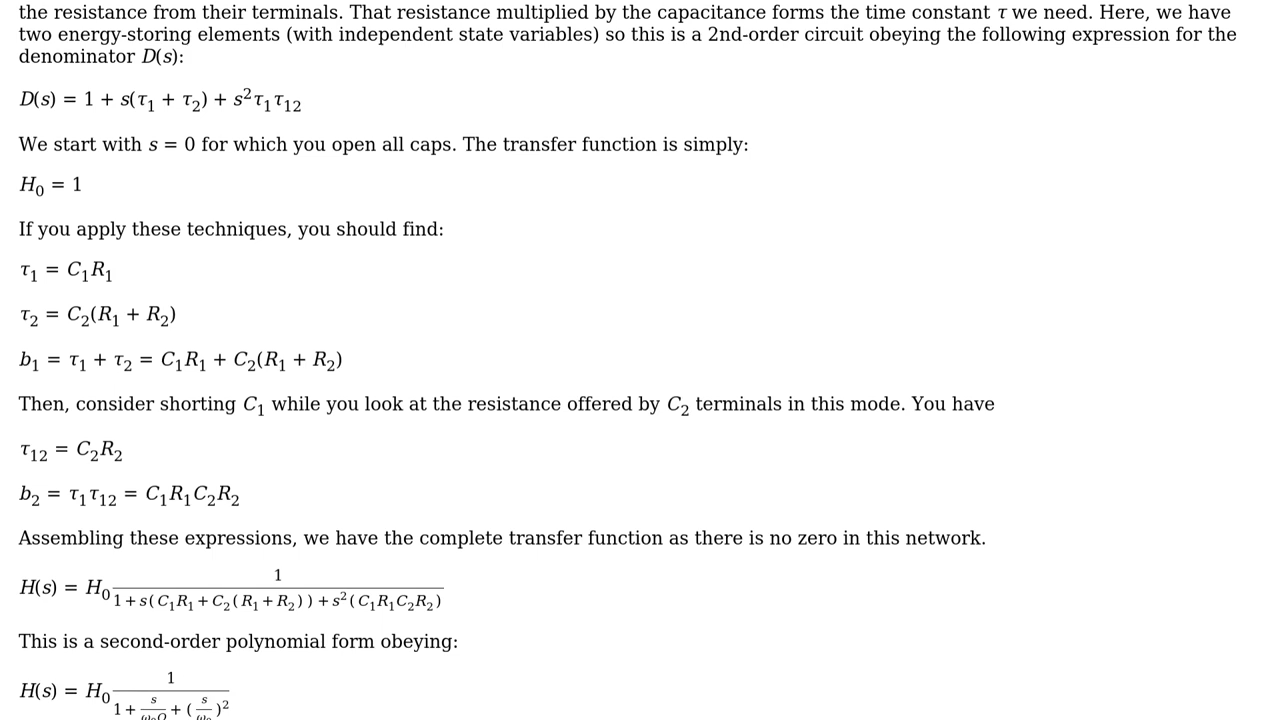 the resistance from their terminals. That resistance multiplied by the capacitance forms the time constant τ we need. Here, we have
two energy-storing elements (with independent state variables) so this is a 2nd-order circuit obeying the following expression for the
denominator D(s):
D(s) = 1 + s(τ₁ + τ₂) + s²τ₁τ₁₂
We start with s = 0 for which you open all caps. The transfer function is simply:
H₀ = 1
If you apply these techniques, you should find:
τ₁ = C₁R₁
τ₂ = C₂(R₁ + R₂)
b₁ = τ₁ + τ₂ = C₁R₁ + C₂(R₁ + R₂)
Then, consider shorting C₁ while you look at the resistance offered by C₂ terminals in this mode. You have
τ₁₂ = C₂R₂
b₂ = τ₁τ₁₂ = C₁R₁C₂R₂
Assembling these expressions, we have the complete transfer function as there is no zero in this network.
H(s) = H₀ 1 / (1 + s(C₁R₁ + C₂(R₁ + R₂)) + s²(C₁R₁C₂R₂))
This is a second-order polynomial form obeying:
H(s) = H₀ 1 / (1 + s/(ω₀Q) + (s/ω₀)²)